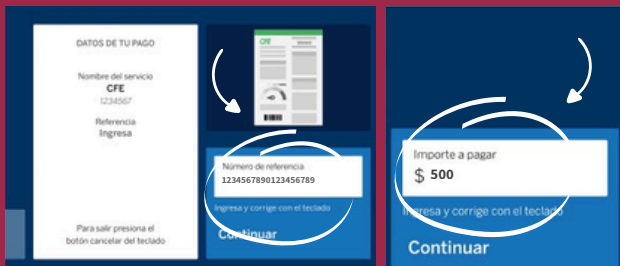 DATOS DE TU PAGO
Nombre del servicio
CFE
1234567
Referencia
Ingresa
Para salir presiona el
botón cancelar del teclado
CFE
Número de referencia
1234567890123456789
Ingresa y corrige con el teclado
Continuar
Importe a pagar
$ 500
Ingresa y corrige con el teclado
Continuar